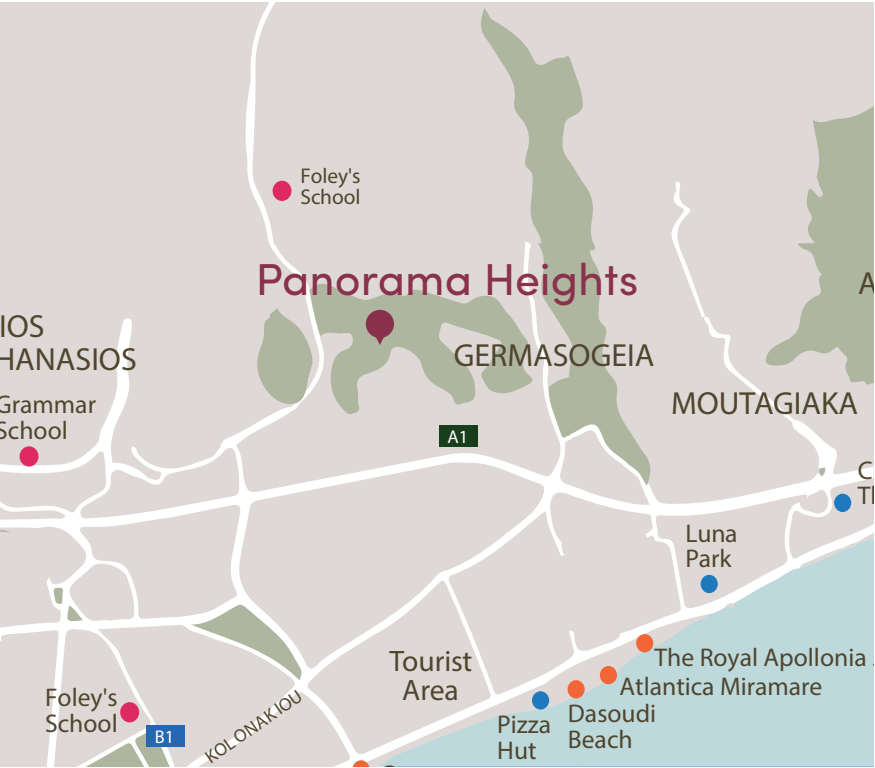 Foley's
School
Panorama Heights
IOS
HANASIOS
GERMASOGEIA
Grammar
School
MOUTAGIAKA
A1
Luna
Park
Tourist
Area
The Royal Apollonia
Atlantica Miramare
Foley's
School
B1
KOLONAKIOU
Pizza
Hut
Dasoudi
Beach